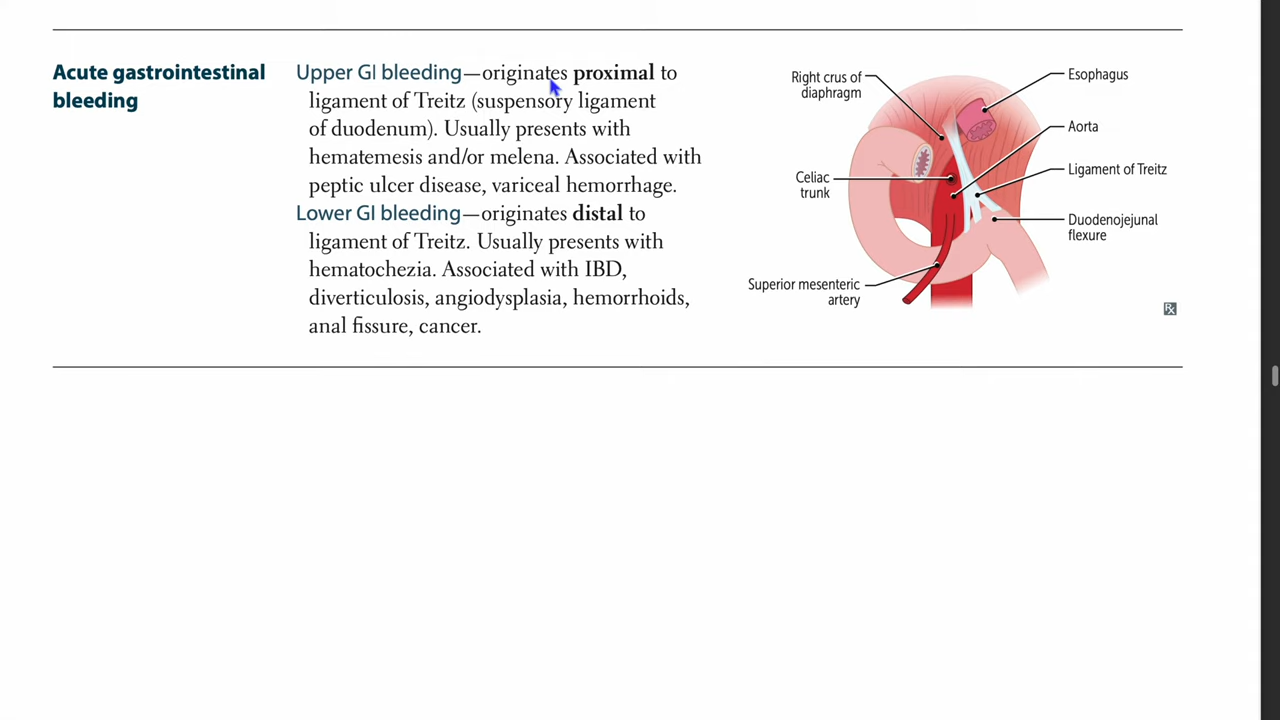 Acute gastrointestinal
bleeding
Upper GI bleeding—originates proximal to
ligament of Treitz (suspensory ligament
of duodenum). Usually presents with
hematemesis and/or melena. Associated with
peptic ulcer disease, variceal hemorrhage.
Lower GI bleeding—originates distal to
ligament of Treitz. Usually presents with
hematochezia. Associated with IBD,
diverticulosis, angiodysplasia, hemorrhoids,
anal fissure, cancer.
Right crus of
diaphragm
Celiac
trunk
Superior mesenteric
artery
Esophagus
Aorta
Ligament of Treitz
Duodenojejunal
flexure
Rx